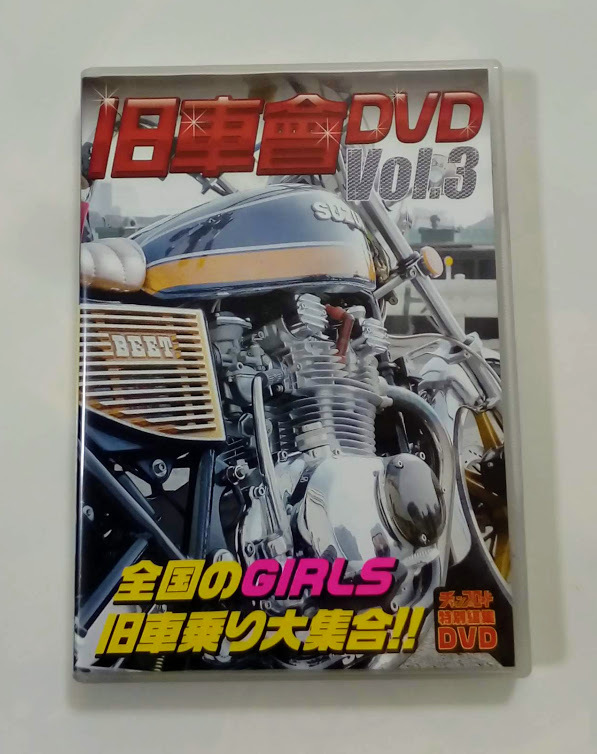 旧車會DVD
Vol.3
SUZU
BEET
全国のGIRLS
旧車乗り大集合!!
チャンプロード
特別編集
DVD